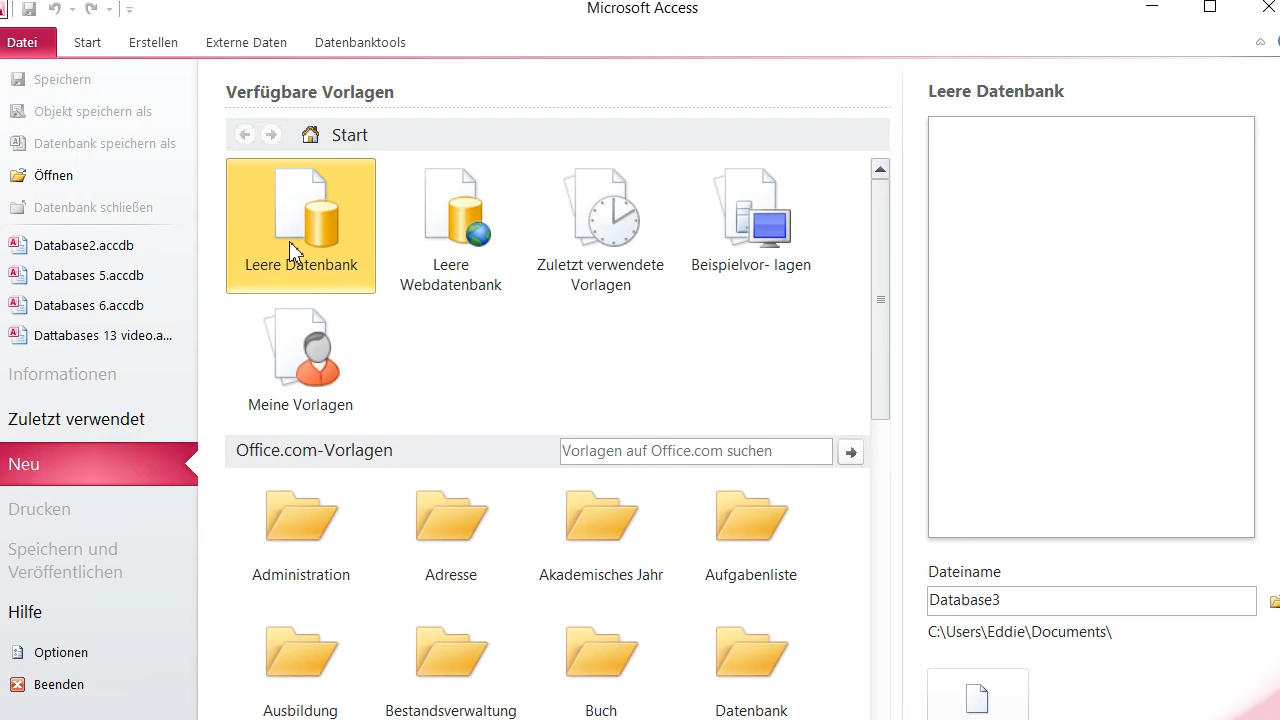 Microsoft Access
Datei
Start
Erstellen
Externe Daten
Datenbanktools
Speichern
Objekt speichern als
Datenbank speichern als
Öffnen
Datenbank schließen
Database2.accdb
Databases 5.accdb
Databases 6.accdb
Dattabases 13 video.a...
Informationen
Zuletzt verwendet
Neu
Drucken
Speichern und
Veröffentlichen
Hilfe
Optionen
Beenden
Verfügbare Vorlagen
Start
Leere Datenbank
Leere
Webdatenbank
Zuletzt verwendete
Vorlagen
Beispielvor- lagen
Meine Vorlagen
Office.com-Vorlagen
Vorlagen auf Office.com suchen
Administration
Adresse
Akademisches Jahr
Aufgabenliste
Ausbildung
Bestandsverwaltung
Buch
Datenbank
Leere Datenbank
Dateiname
Database3
C:\Users\Eddie\Documents\